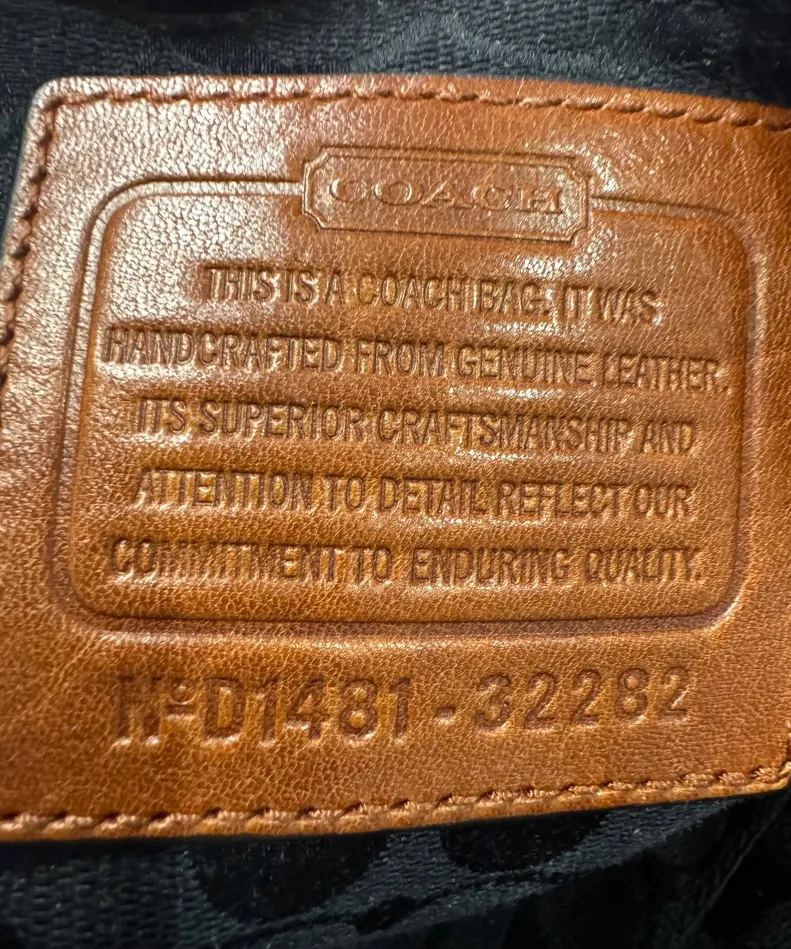 COACH
THIS IS A COACH BAG. IT WAS
HANDCRAFTED FROM GENUINE LEATHER.
ITS SUPERIOR CRAFTSMANSHIP AND
ATTENTION TO DETAIL REFLECT OUR
COMMITMENT TO ENDURING QUALITY.
Nº D1481 - 32282